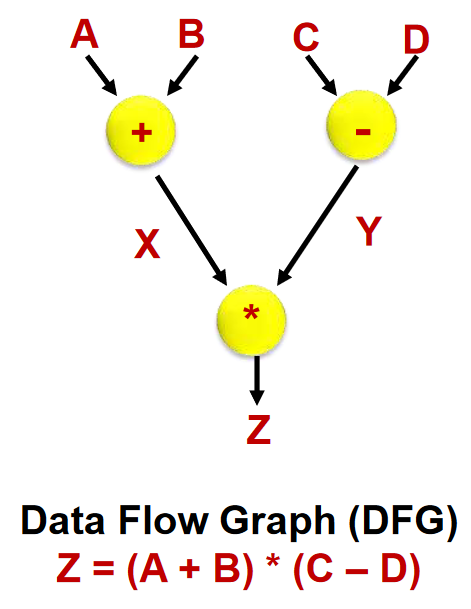 A B C D
+ -
X Y
*
Z
Data Flow Graph (DFG)
Z = (A + B) * (C – D)